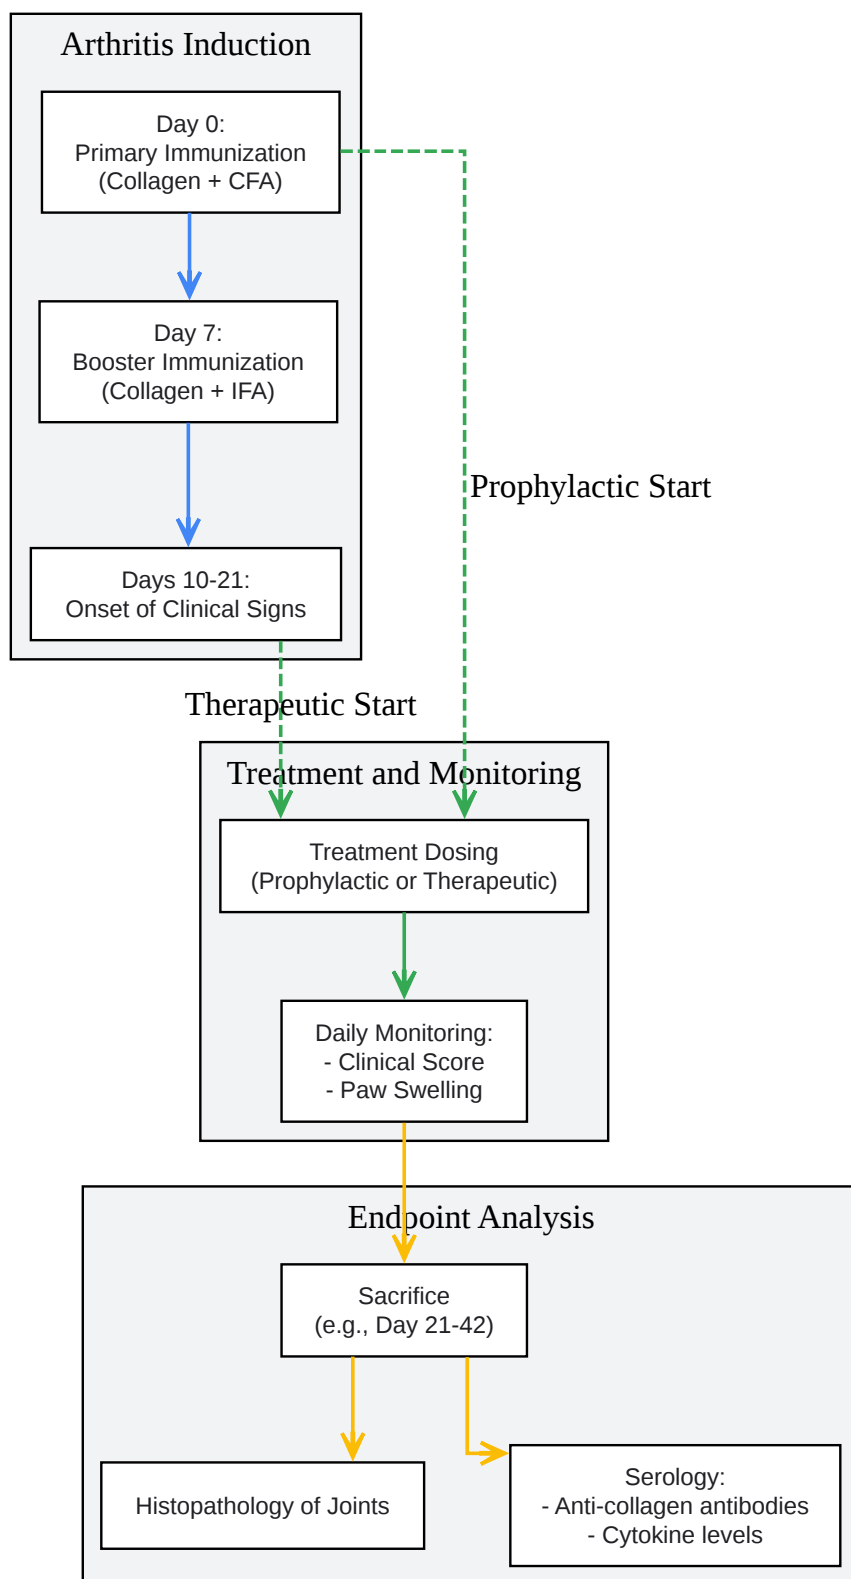 Arthritis Induction
Day 0:
Primary Immunization
(Collagen + CFA)
Day 7:
Booster Immunization
(Collagen + IFA)
Prophylactic Start
Days 10-21:
Onset of Clinical Signs
Therapeutic Start
Treatment and Monitoring
Treatment Dosing
(Prophylactic or Therapeutic)
Daily Monitoring:
- Clinical Score
- Paw Swelling
Endpoint Analysis
Sacrifice
(e.g., Day 21-42)
Histopathology of Joints
Serology:
- Anti-collagen antibodies
- Cytokine levels